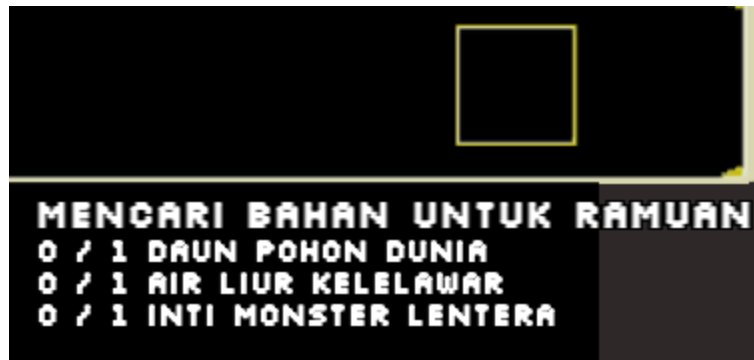 MENCARI BAHAN UNTUK RAMUAN
0 / 1 DAUN POHON DUNIA
0 / 1 AIR LIUR KELELAWAR
0 / 1 INTI MONSTER LENTERA